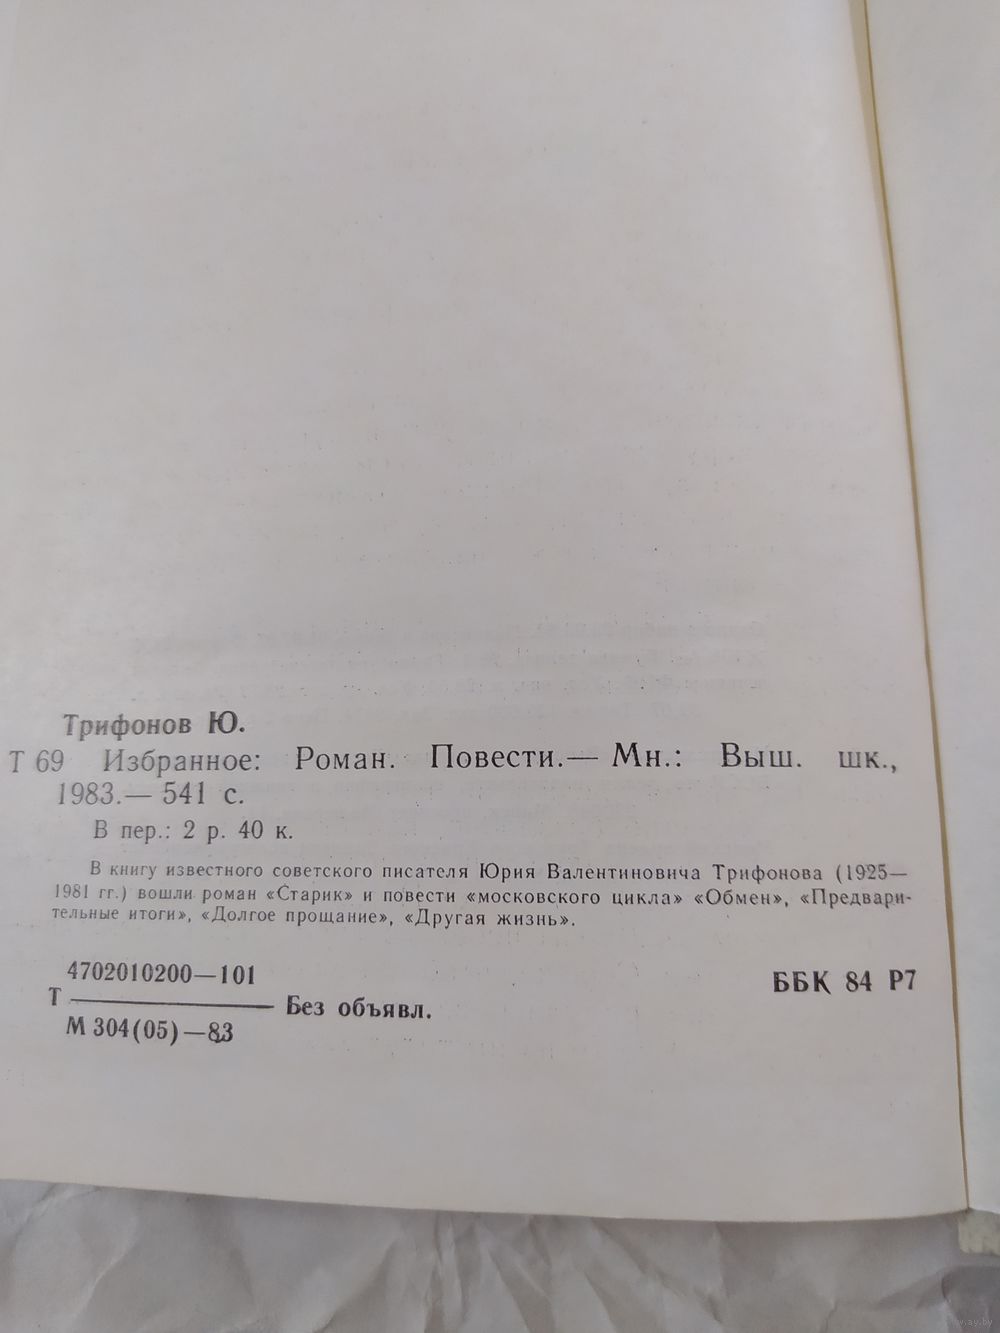 Трифонов Ю.
Т 69 Избранное: Роман. Повести.— Мн.: Выш. шк.,
1983.— 541 с.
В пер.: 2 р. 40 к.
В книгу известного советского писателя Юрия Валентиновича Трифонова (1925—
1981 гг.) вошли роман «Старик» и повести «московского цикла» «Обмен», «Предвари-
тельные итоги», «Долгое прощание», «Другая жизнь».
4702010200—101
Т Без объявл.
М 304(05)—83
ББК 84 Р7